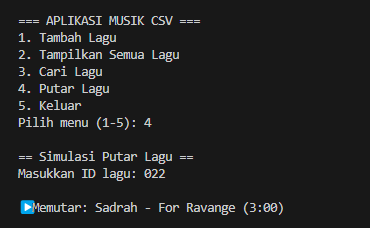 === APLIKASI MUSIK CSV ===
1. Tambah Lagu
2. Tampilkan Semua Lagu
3. Cari Lagu
4. Putar Lagu
5. Keluar
Pilih menu (1-5): 4
== Simulasi Putar Lagu ==
Masukkan ID lagu: 022
▶Memutar: Sadrah - For Ravange (3:00)